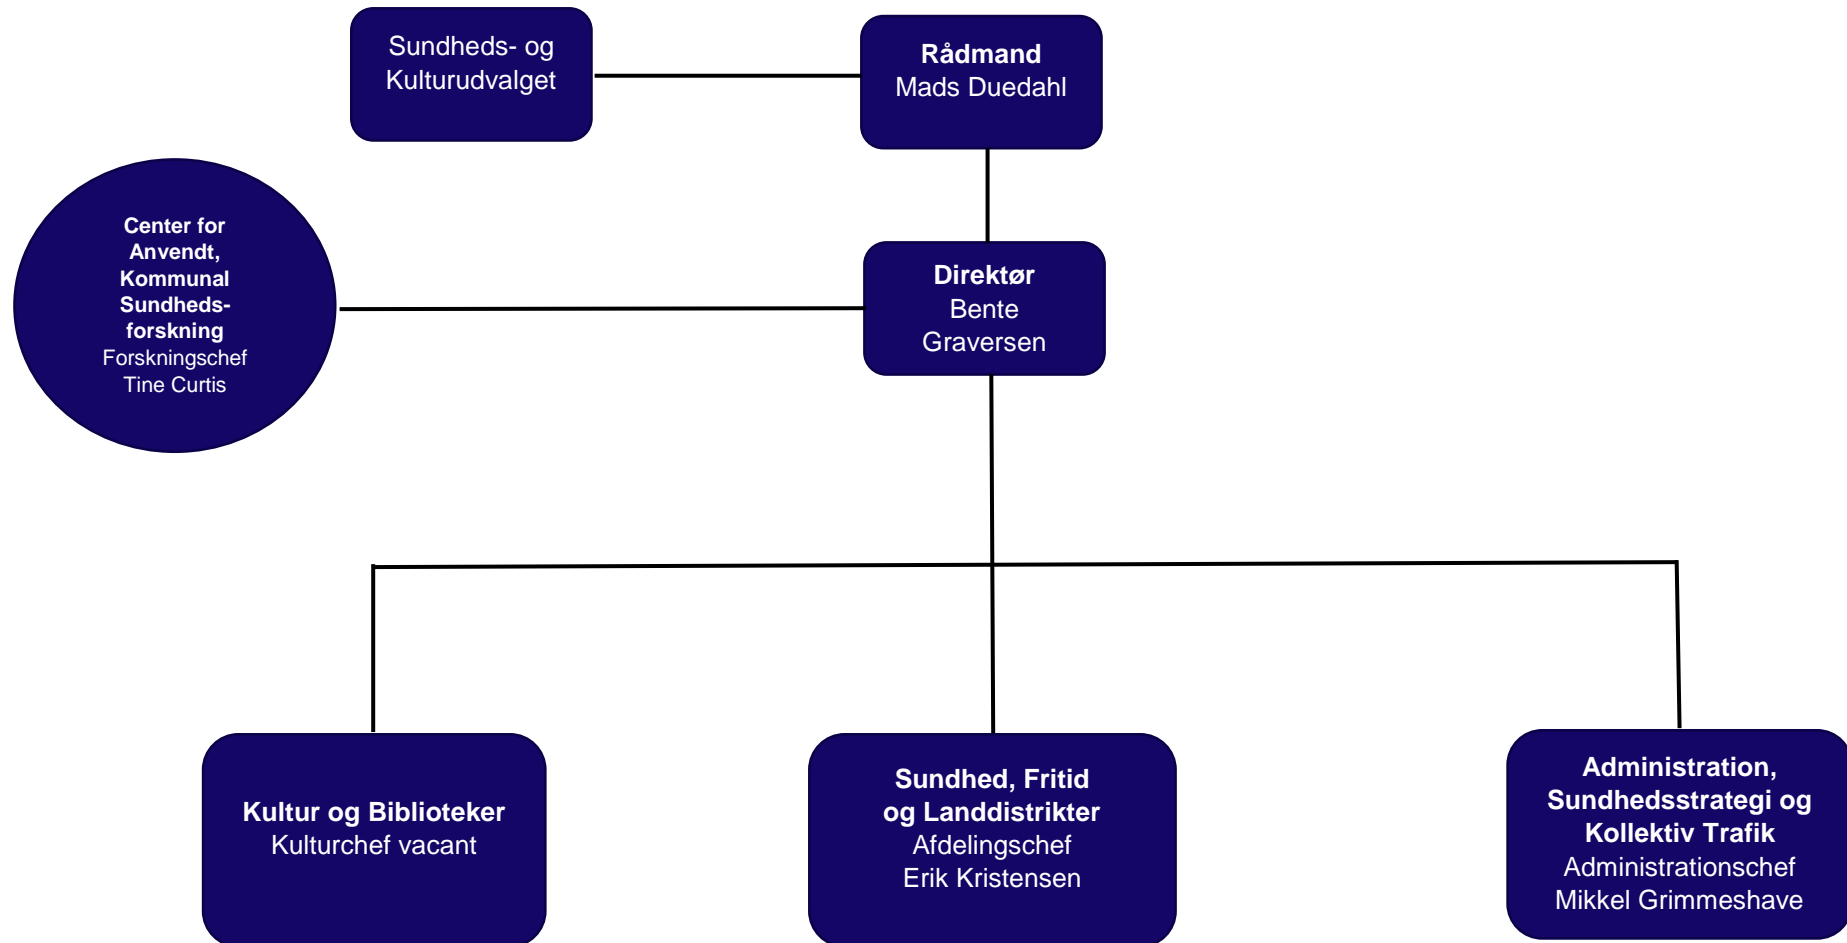 Sundheds- og
Kulturudvalget
Rådmand
Mads Duedahl
Center for
Anvendt,
Kommunal
Sundheds-
forskning
Forskningschef
Tine Curtis
Direktør
Bente
Graversen
Kultur og Biblioteker
Kulturchef vacant
Sundhed, Fritid
og Landdistrikter
Afdelingschef
Erik Kristensen
Administration,
Sundhedsstrategi og
Kollektiv Trafik
Administrationschef
Mikkel Grimmeshave